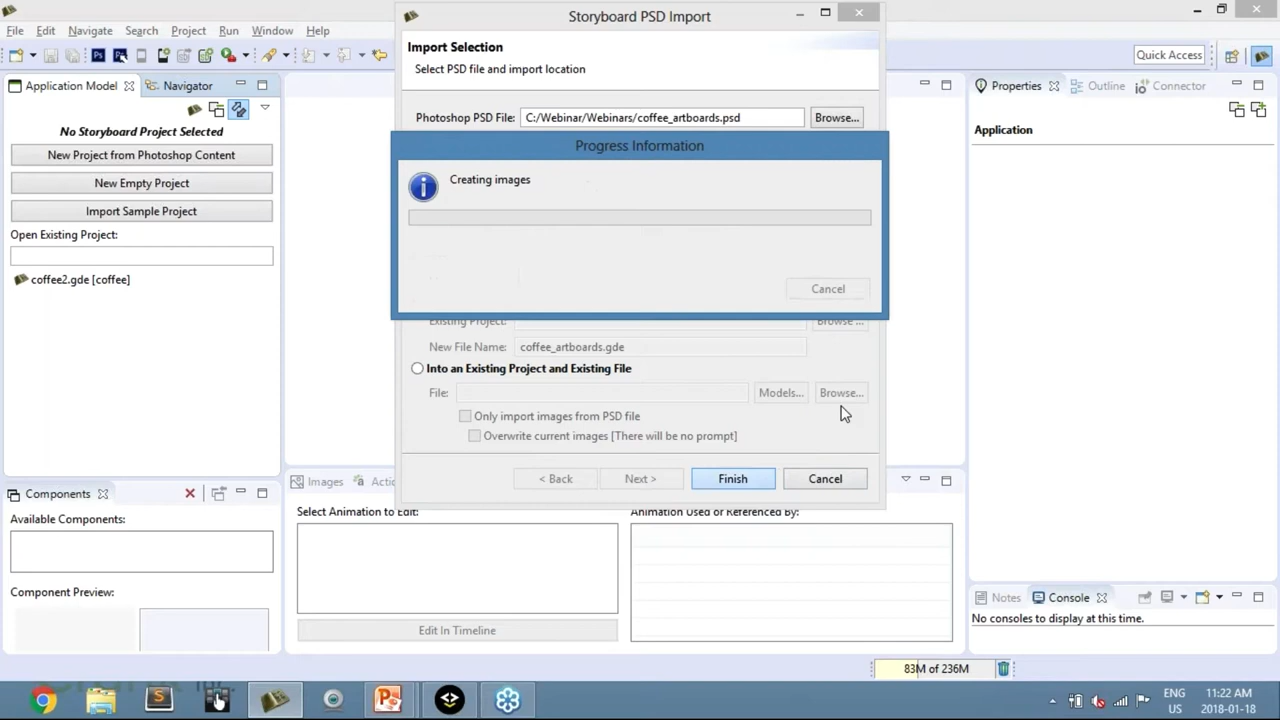 Storyboard PSD Import
File Edit Navigate Search Project Run Window Help
Import Selection
Select PSD file and import location
Quick Access
Application Model
Navigator
Properties
Outline
Connector
Photoshop PSD File: C:/Webinar/Webinars/coffee_artboards.psd Browse...
No Storyboard Project Selected
Application
Progress Information
New Project from Photoshop Content
Creating images
New Empty Project
Import Sample Project
Open Existing Project:
coffee2.gde [coffee]
Cancel
Existing Project: Browse ...
New File Name: coffee_artboards.gde
Into an Existing Project and Existing File
File: Models... Browse...
Only import images from PSD file
Overwrite current images [There will be no prompt]
< Back Next > Finish Cancel
Images
Components
Available Components:
Select Animation to Edit:
Animation Used or Referenced By:
Component Preview:
Edit In Timeline
Notes
Console
No consoles to display at this time.
83M of 236M
ENG
US
11:22 AM
2018-01-18